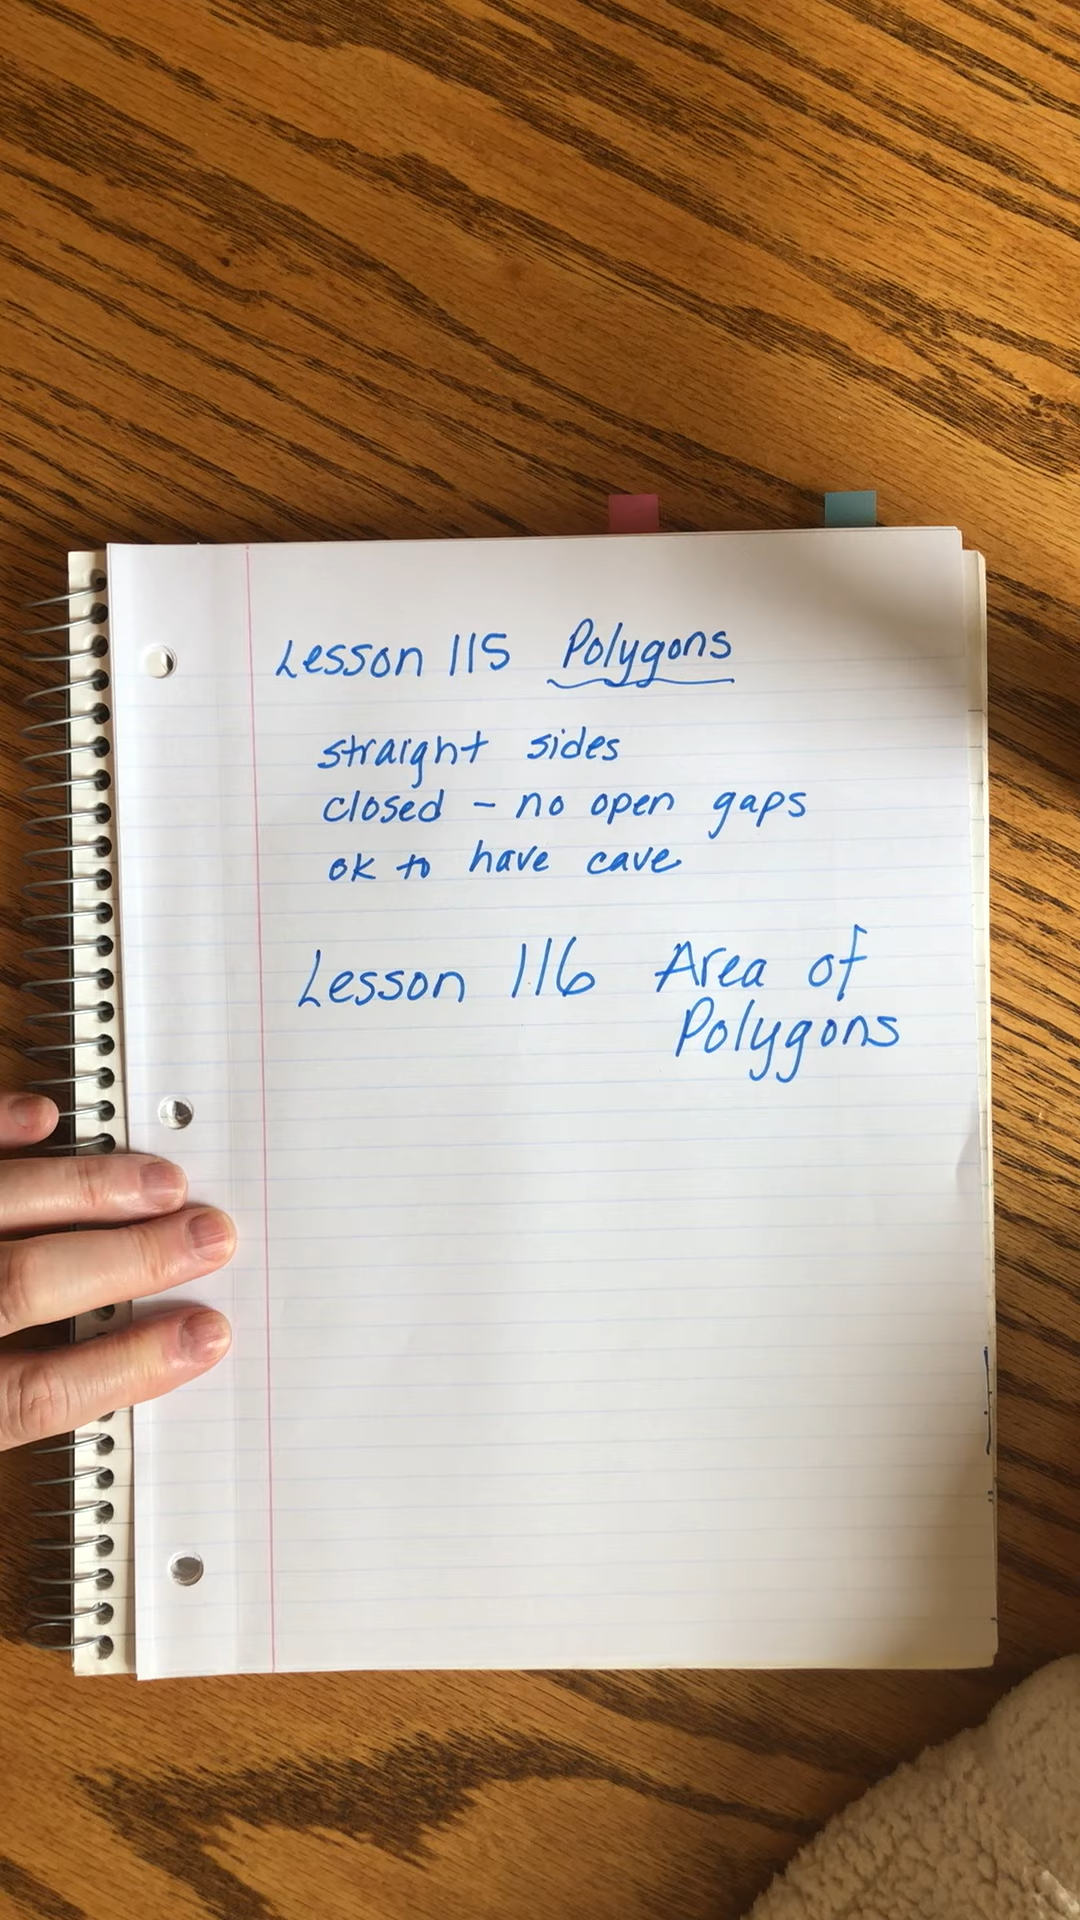 Lesson 115 Polygons
straight sides
closed - no open gaps
ok to have cave
Lesson 116 Area of
Polygons